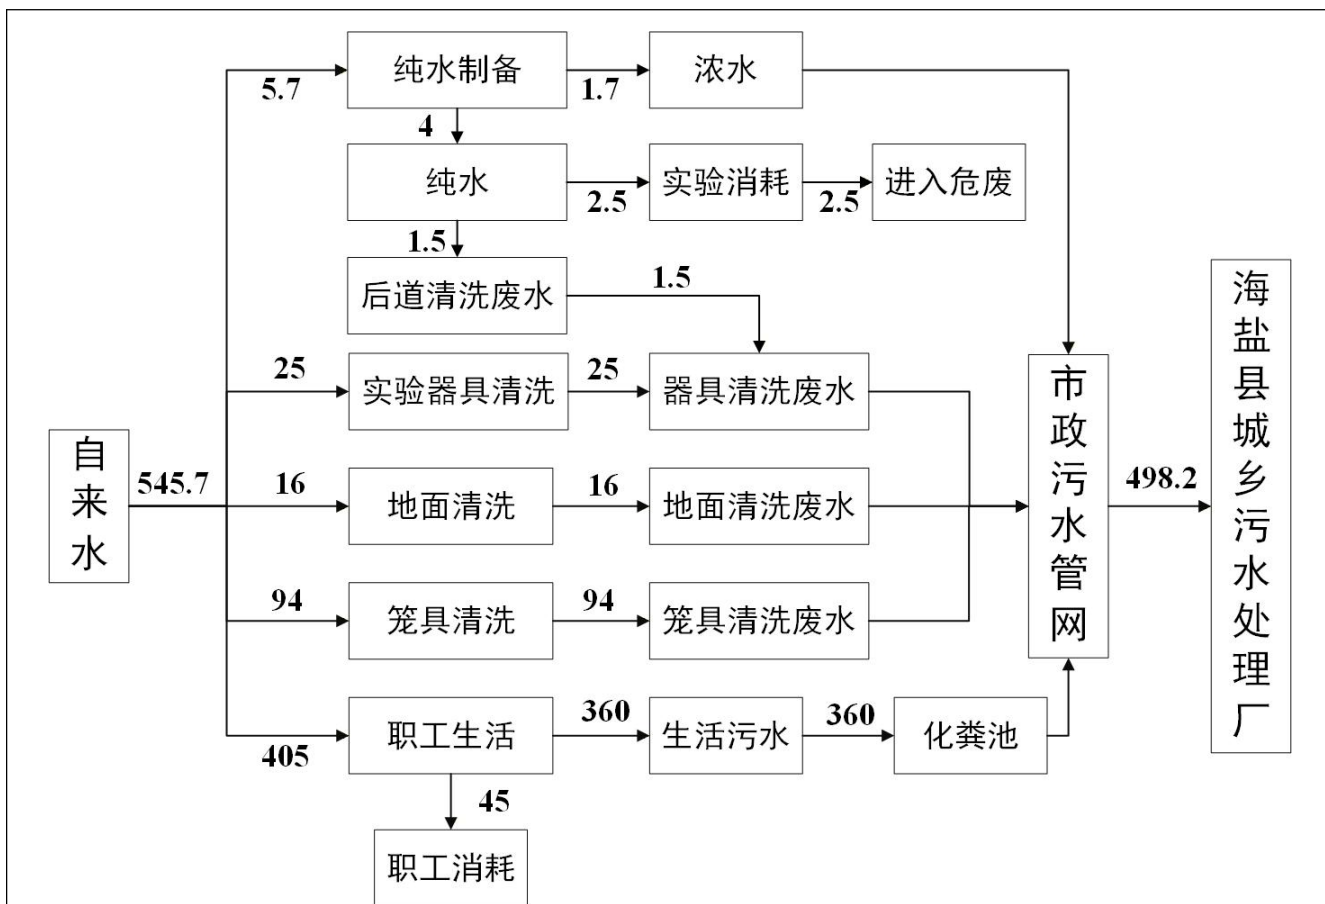 纯水制备
浓水
5.7
1.7
4
纯水
实验消耗
进入危废
2.5
2.5
1.5
后道清洗废水
1.5
25
实验器具清洗
25
器具清洗废水
自来水
545.7
16
地面清洗
16
地面清洗废水
市政污水管网
498.2
海盐县城乡污水处理厂
94
笼具清洗
94
笼具清洗废水
405
职工生活
360
生活污水
360
化粪池
45
职工消耗